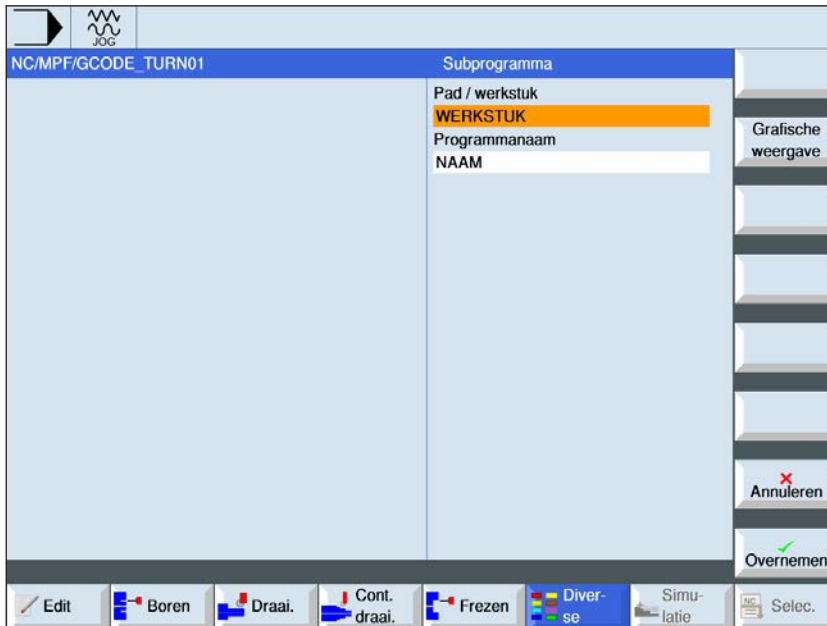 JOG
NC/MPF/GCODE_TURN01
Subprogramma
Pad / werkstuk
WERKSTUK
Programmanaam
NAAM
Grafische
weergave
Annuleren
Overnemen
Edit
Boren
Draai.
Cont.
draai.
Frezen
Diver-
se
Simu-
latie
NC
Selec.